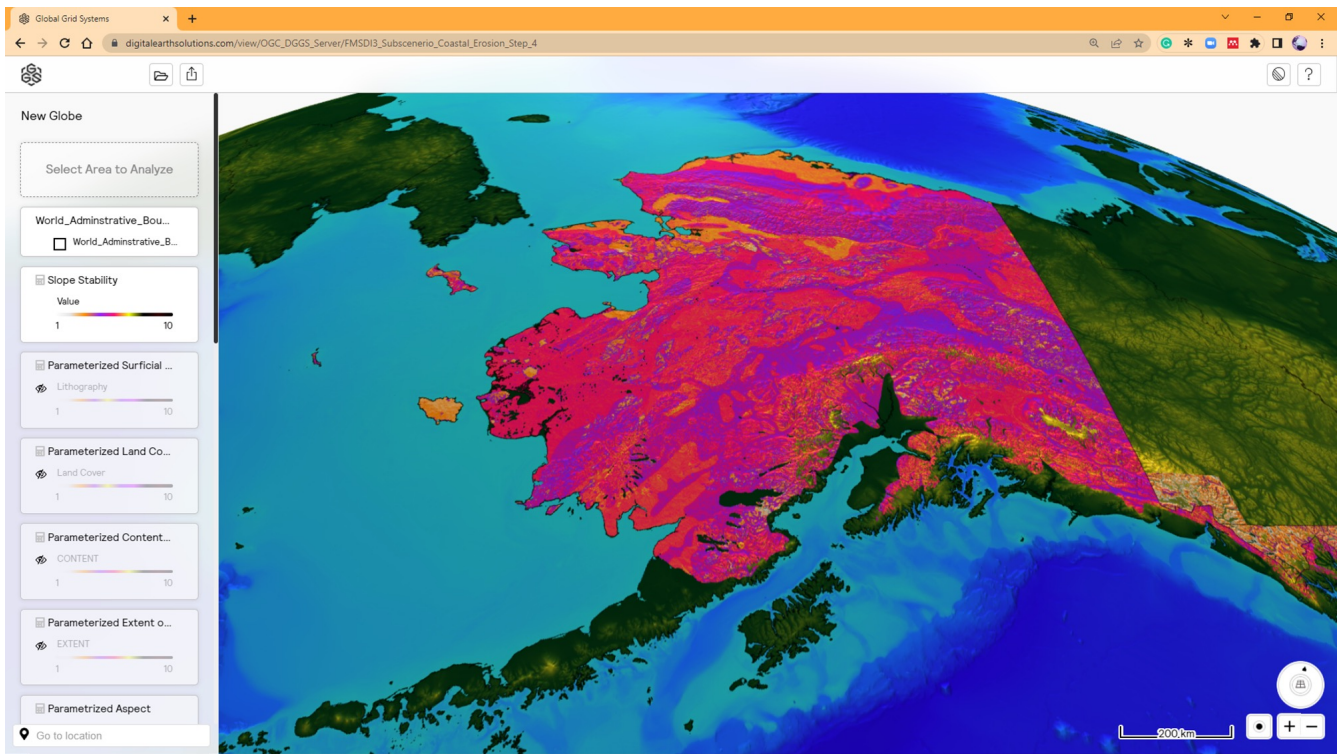 Global Grid Systems
digitalearthsolutions.com/view/OGC_DGGS_Server/FMSDI3_Subscenerio_Coastal_Erosion_Step_4
New Globe
Select Area to Analyze
World_Adminstrative_Bou...
World_Adminstrative_B...
Slope Stability
Value
1 10
Parameterized Surficial ...
Lithography
1 10
Parameterized Land Co...
Land Cover
1 10
Parameterized Content...
CONTENT
1 10
Parameterized Extent o...
EXTENT
1 10
Parametrized Aspect
Go to location
200 km